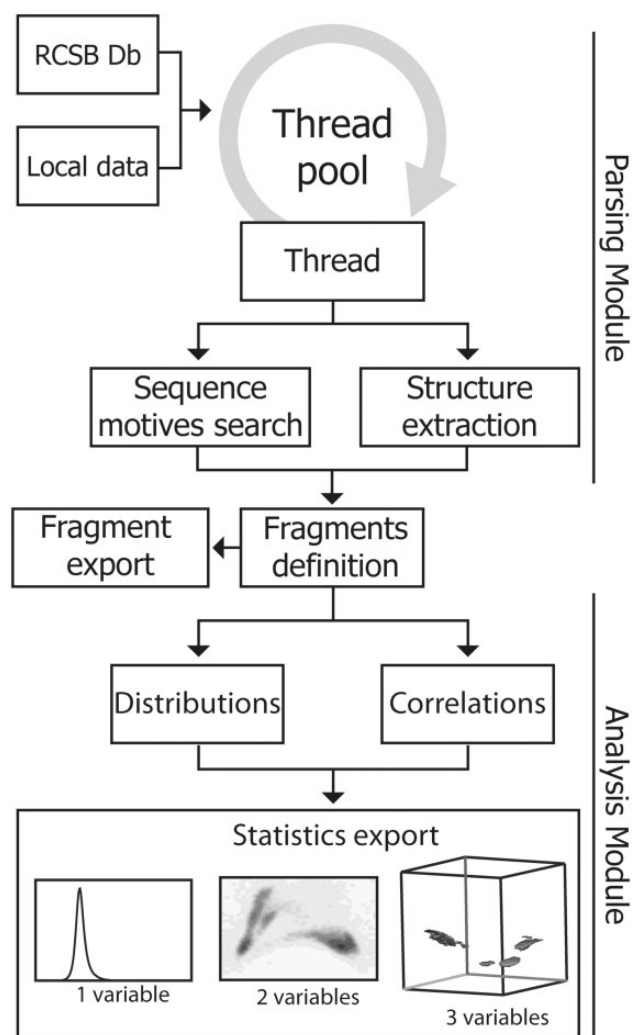 RCSB Db
Local data
Thread
pool
Thread
Parsing Module
Sequence
motives search
Structure
extraction
Fragment
export
Fragments
definition
Distributions
Correlations
Analysis Module
Statistics export
1 variable
2 variables
3 variables